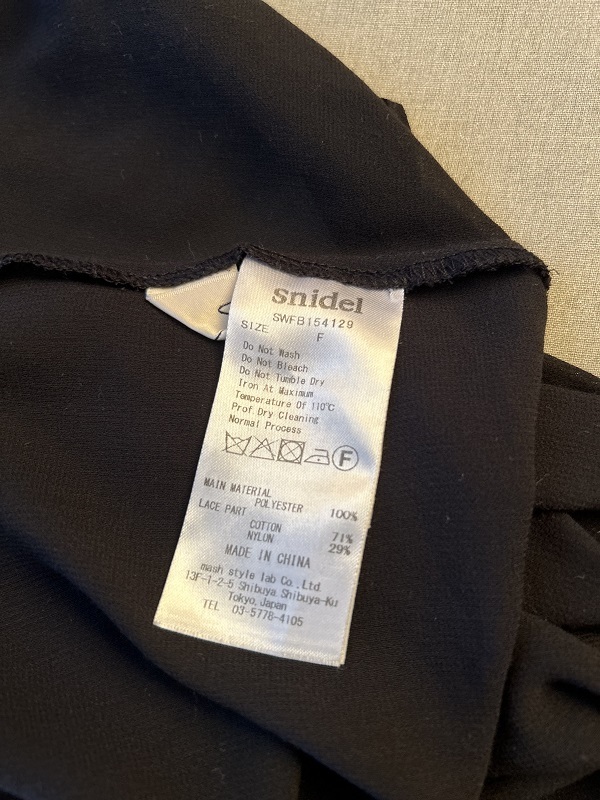 snidel
SWFB154129
SIZE F
Do Not Wash
Do Not Bleach
Do Not Tumble Dry
Iron At Maximum
Temperature Of 110℃
Prof Dry Cleaning
Normal Process
F
MAIN MATERIAL
POLYESTER 100%
LACE PART
COTTON 71%
NYLON 29%
MADE IN CHINA
mash style lab Co.,Ltd.
13F-1-2-5 Shibuya Shibuya-Ku
Tokyo,Japan
TEL 03-5778-4105